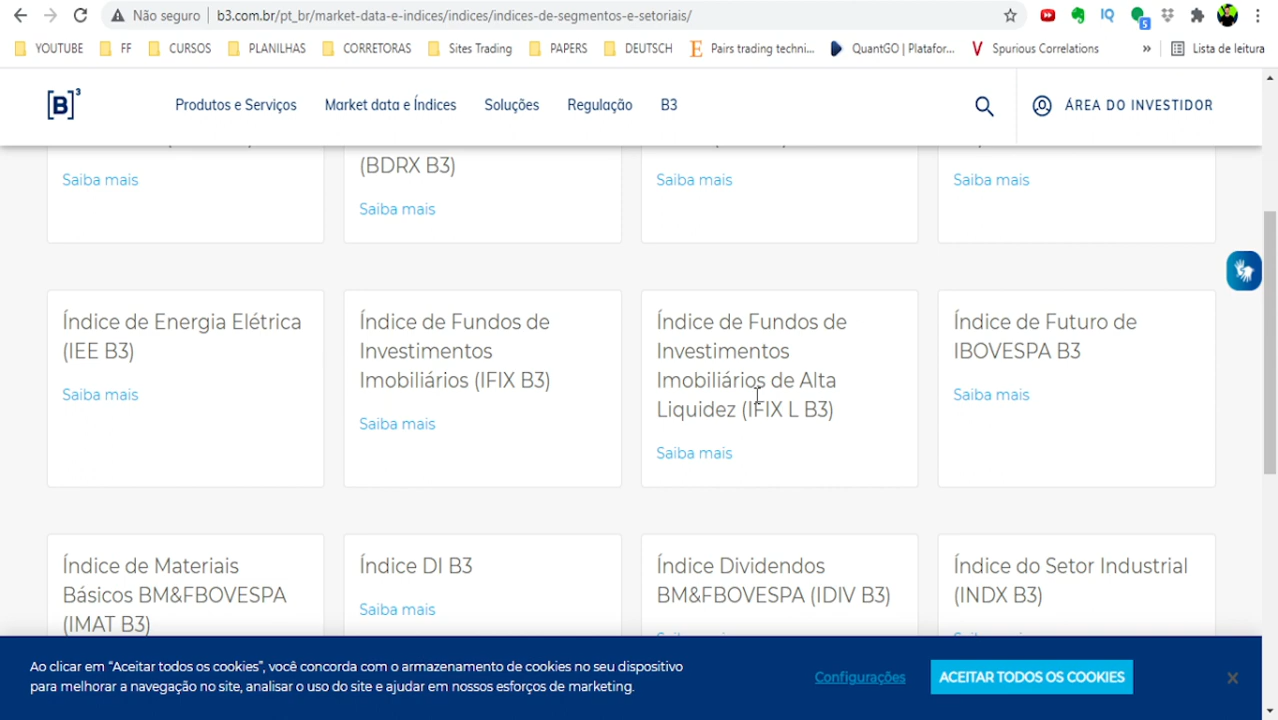 Não seguro
b3.com.br/pt_br/market-data-e-indices/indices/indices-de-segmentos-e-setoriais/
5
YOUTUBE FF CURSOS PLANILHAS CORRETORAS Sites Trading PAPERS DEUTSCH Pairs trading techni... QuantGO | Platafor... Spurious Correlations » Lista de leitura
[B]³ Produtos e Serviços Market data e Índices Soluções Regulação B3 ÁREA DO INVESTIDOR
Saiba mais
(BDRX B3)
Saiba mais
Saiba mais
Saiba mais
Índice de Energia Elétrica
(IEE B3)
Saiba mais
Índice de Fundos de
Investimentos
Imobiliários (IFIX B3)
Saiba mais
Índice de Fundos de
Investimentos
Imobiliários de Alta
Liquidez (IFIX L B3)
Saiba mais
Índice de Futuro de
IBOVESPA B3
Saiba mais
Índice de Materiais
Básicos BM&FBOVESPA
(IMAT B3)
Índice DI B3
Saiba mais
Índice Dividendos
BM&FBOVESPA (IDIV B3)
Índice do Setor Industrial
(INDX B3)
Ao clicar em “Aceitar todos os cookies”, você concorda com o armazenamento de cookies no seu dispositivo
para melhorar a navegação no site, analisar o uso do site e ajudar em nossos esforços de marketing.
Configurações
ACEITAR TODOS OS COOKIES